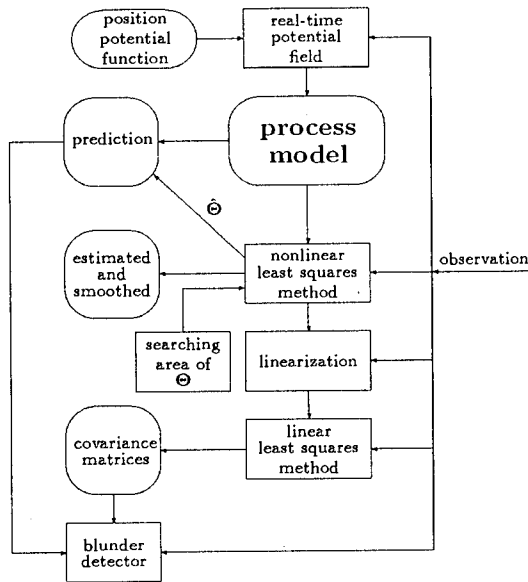 position
potential
function
real-time
potential
field
process
model
prediction
Θ̂
estimated
and
smoothed
nonlinear
least squares
method
observation
searching
area of
Θ
linearization
covariance
matrices
linear
least squares
method
blunder
detector